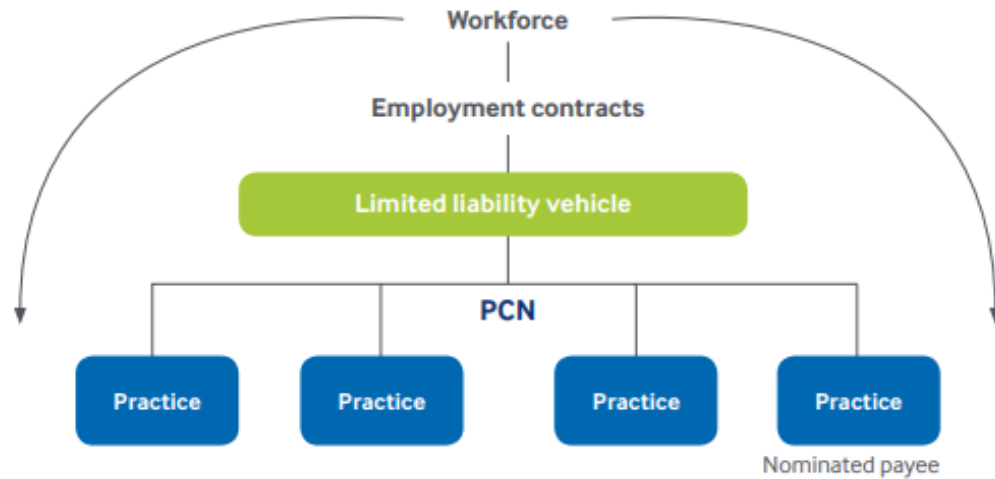 Workforce
Employment contracts
Limited liability vehicle
PCN
Practice
Practice
Practice
Practice
Nominated payee